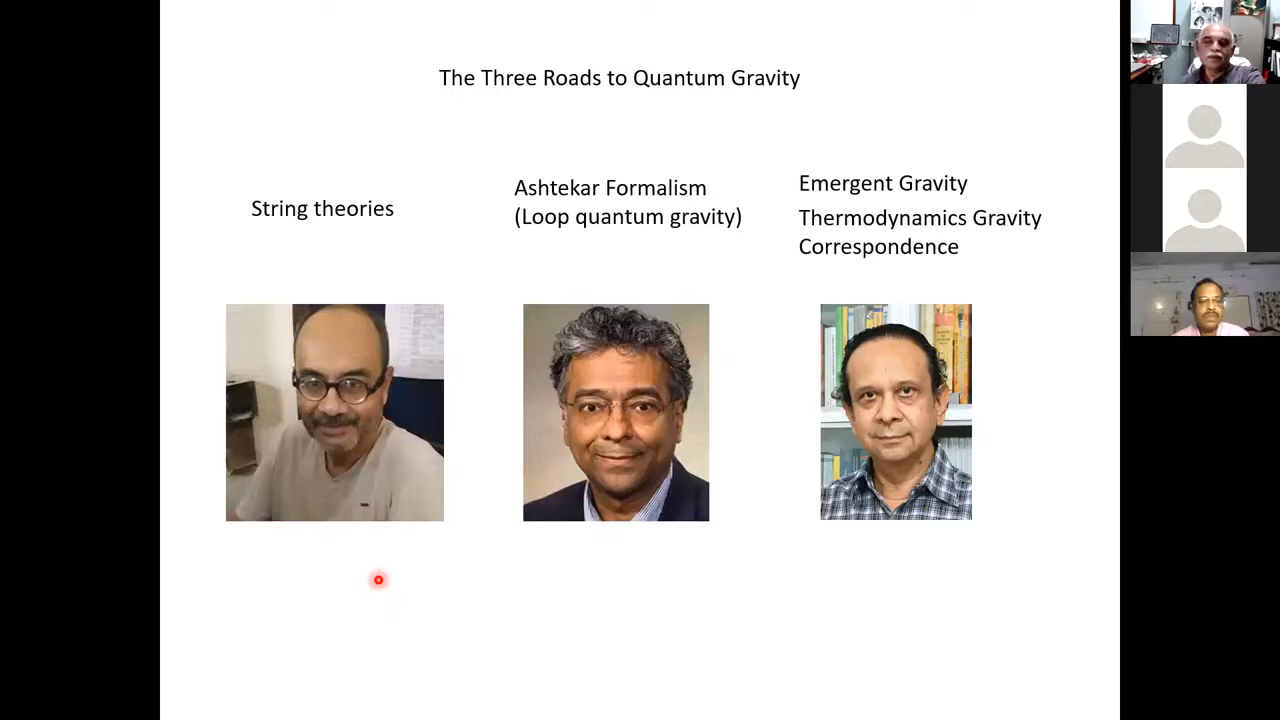 The Three Roads to Quantum Gravity
String theories
Ashtekar Formalism
(Loop quantum gravity)
Emergent Gravity
Thermodynamics Gravity
Correspondence